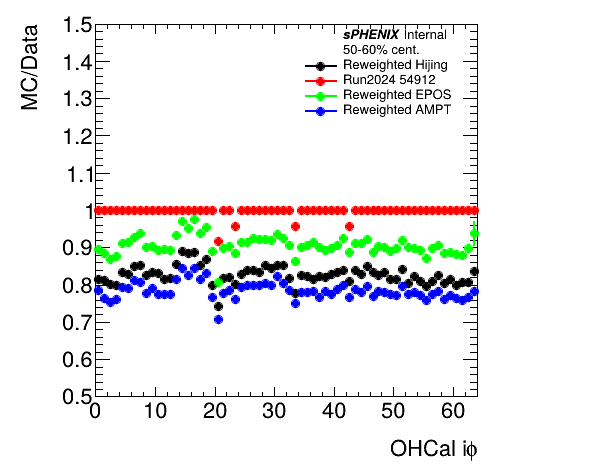 MC/Data
1.5
1.4
1.3
1.2
1.1
1
0.9
0.8
0.7
0.6
0.5
sPHENIX Internal
50-60% cent.
Reweighted Hijing
Run2024 54912
Reweighted EPOS
Reweighted AMPT
0 10 20 30 40 50 60
OHCal iϕ